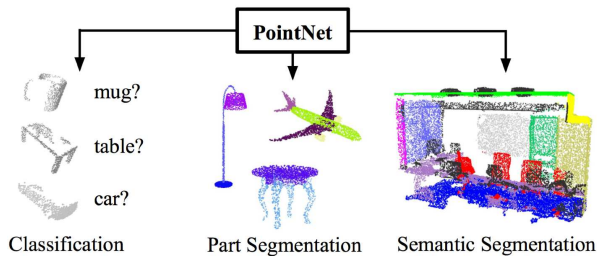 PointNet
mug?
table?
car?
Classification
Part Segmentation
Semantic Segmentation